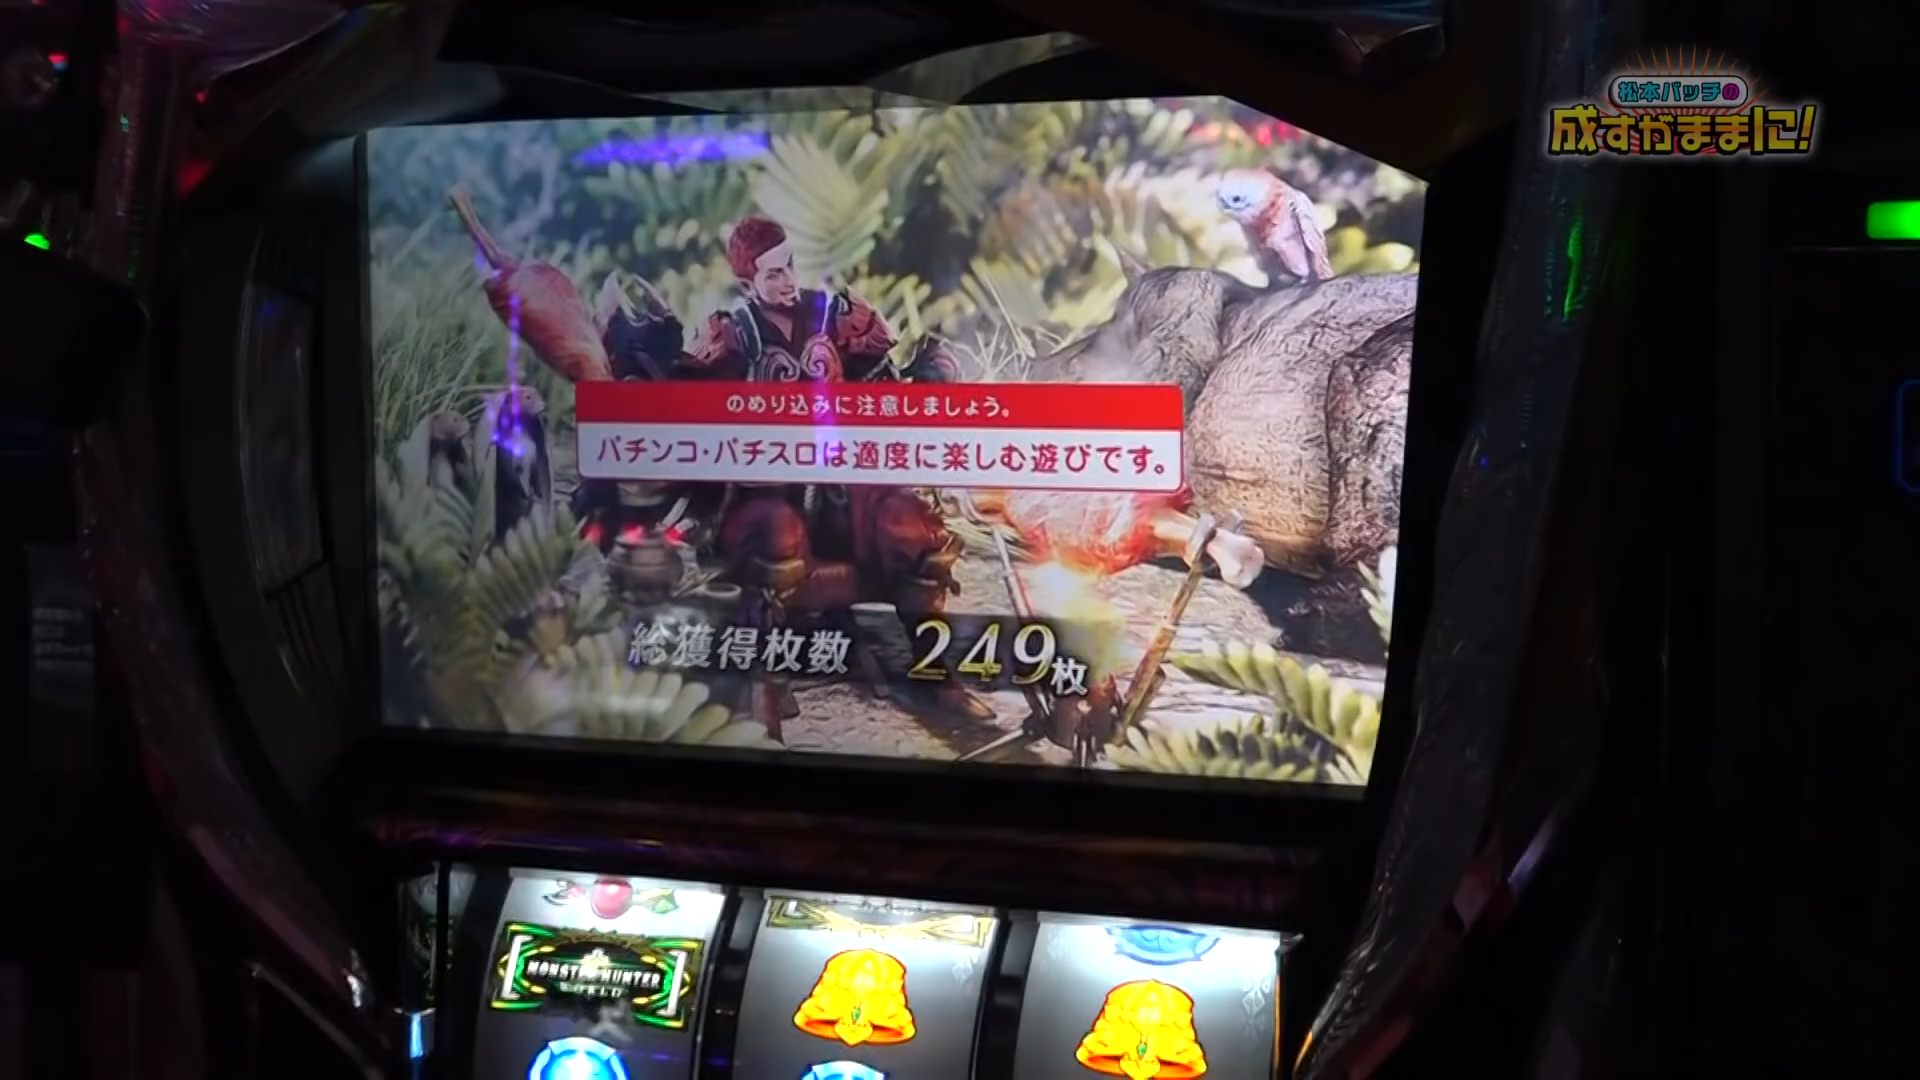 松本バッチの
成すがままに!
のめり込みに注意しましょう。
パチンコ・パチスロは適度に楽しむ遊びです。
総獲得枚数 249枚
MONSTER HUNTER
WORLD